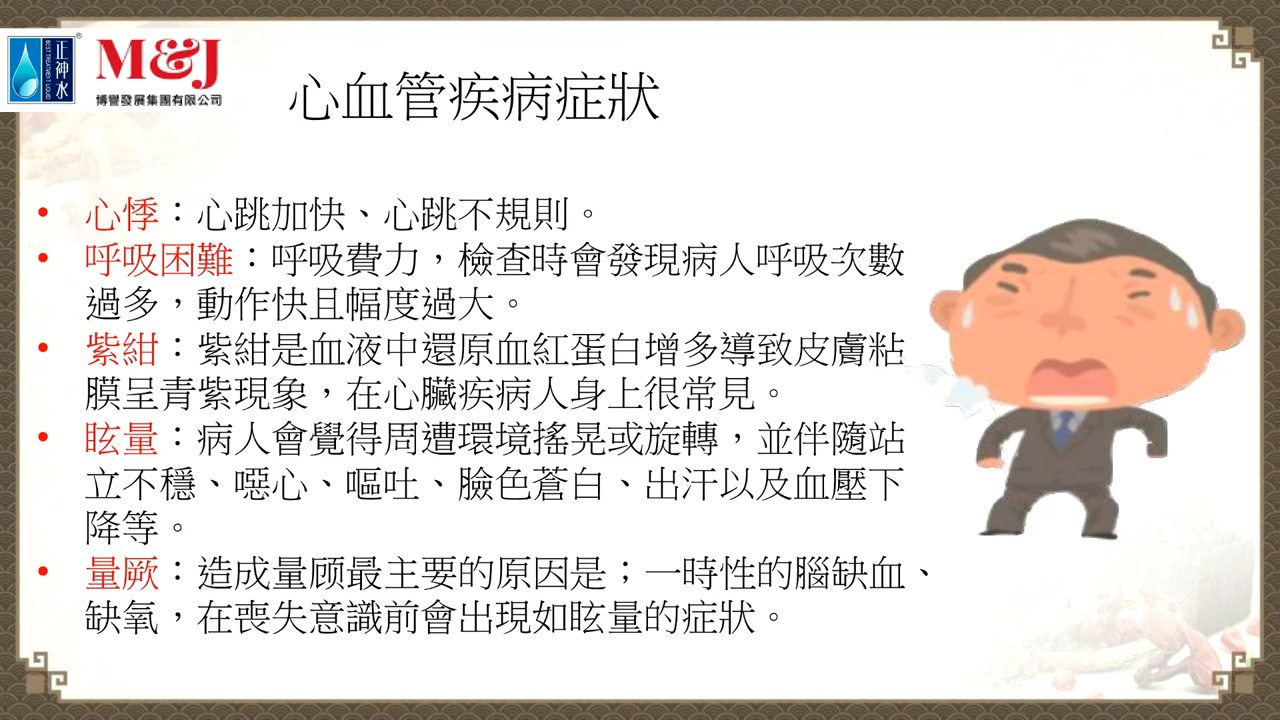 正神水
BEST TREATMENT LIQUID
®
M&J
博譽發展集團有限公司
心血管疾病症狀
• 心悸：心跳加快、心跳不規則。
• 呼吸困難：呼吸費力，檢查時會發現病人呼吸次數
過多，動作快且幅度過大。
• 紫紺：紫紺是血液中還原血紅蛋白增多導致皮膚粘
膜呈青紫現象，在心臟疾病人身上很常見。
• 眩量：病人會覺得周遭環境搖晃或旋轉，並伴隨站
立不穩、噁心、嘔吐、臉色蒼白、出汗以及血壓下
降等。
• 量厥：造成量顾最主要的原因是；一時性的腦缺血、
缺氧，在喪失意識前會出現如眩量的症狀。